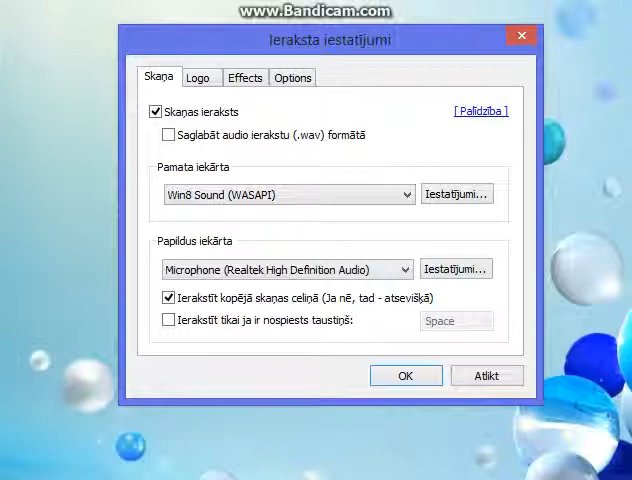 www.Bandicam.com
Ieraksta iestatījumi
Skaņa Logo Effects Options
Skaņas ieraksts [ Palīdzība ]
Saglabāt audio ierakstu (.wav) formātā
Pamata iekārta
Win8 Sound (WASAPI) Iestatījumi...
Papildus iekārta
Microphone (Realtek High Definition Audio) Iestatījumi...
Ierakstīt kopējā skaņas celiņā (Ja nē, tad - atsevišķā)
Ierakstīt tikai ja ir nospiests taustiņš: Space
OK Atlikt